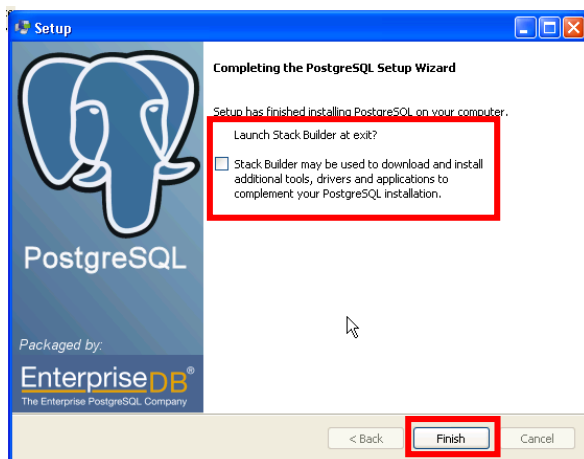 Setup
Completing the PostgreSQL Setup Wizard
Setup has finished installing PostgreSQL on your computer.
Launch Stack Builder at exit?
Stack Builder may be used to download and install
additional tools, drivers and applications to
complement your PostgreSQL installation.
PostgreSQL
Packaged by:
EnterpriseDB®
The Enterprise PostgreSQL Company
< Back
Finish
Cancel